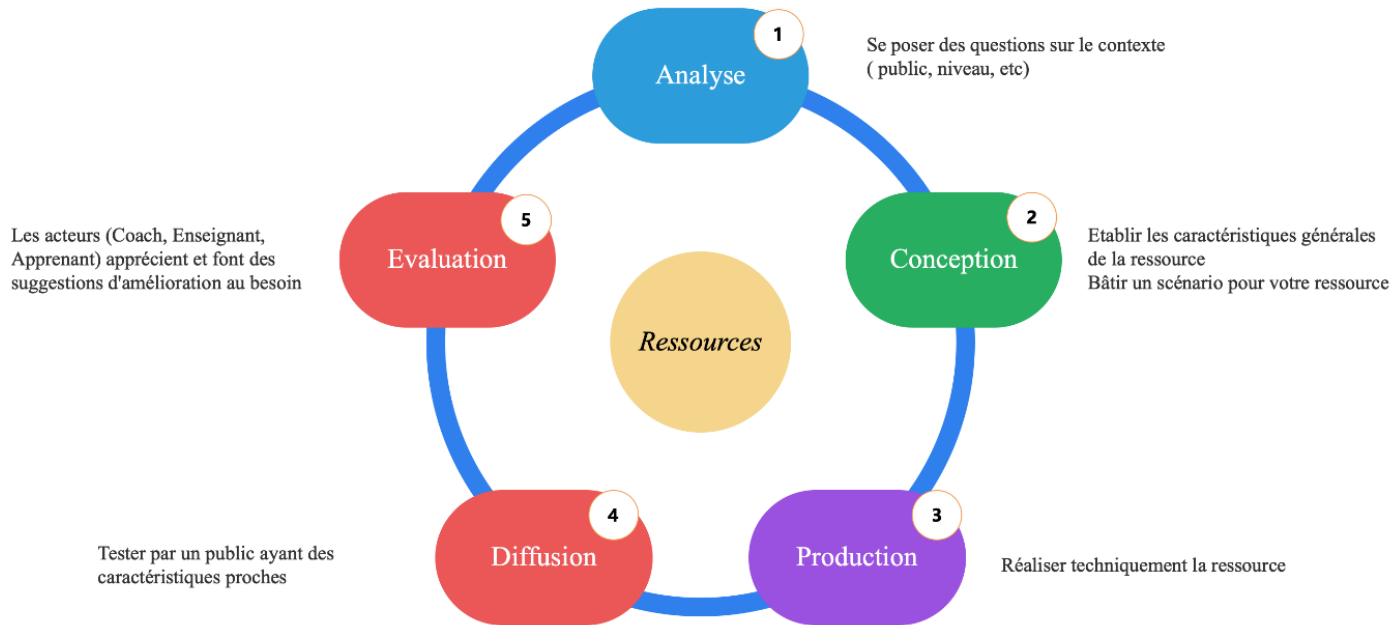 1
Analyse
Se poser des questions sur le contexte
( public, niveau, etc)
2
Conception
Etablir les caractéristiques générales
de la ressource
Bâtir un scénario pour votre ressource
3
Production
Réaliser techniquement la ressource
4
Diffusion
Tester par un public ayant des
caractéristiques proches
5
Evaluation
Les acteurs (Coach, Enseignant,
Apprenant) apprécient et font des
suggestions d'amélioration au besoin
Ressources